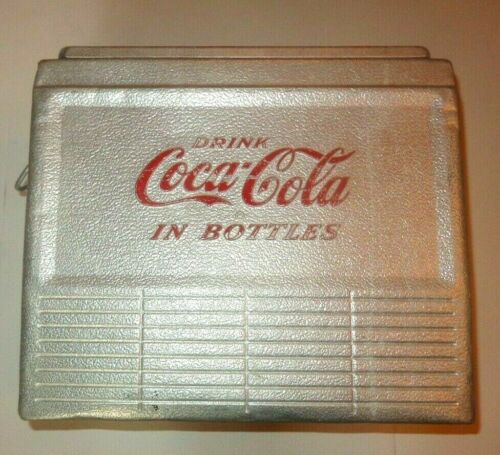 DRINK
Coca-Cola
IN BOTTLES